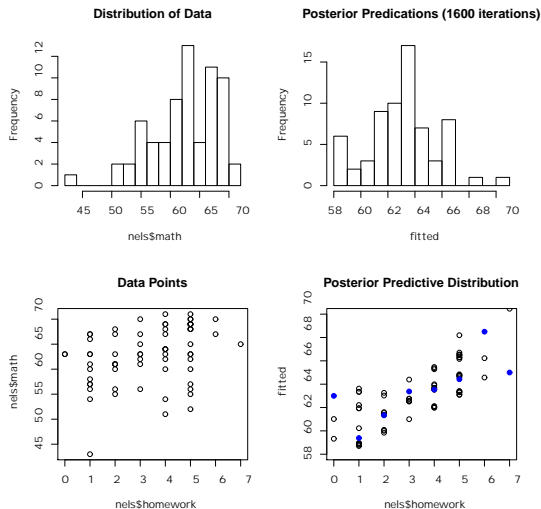 Distribution of Data
Frequency
0 2 4 6 8 10 12
45 50 55 60 65 70
nels$math
Posterior Predications (1600 iterations)
Frequency
0 5 10 15
58 60 62 64 66 68 70
fitted
Data Points
nels$math
45 50 55 60 65 70
0 1 2 3 4 5 6 7
nels$homework
Posterior Predictive Distribution
fitted
58 60 62 64 66 68
0 1 2 3 4 5 6 7
nels$homework